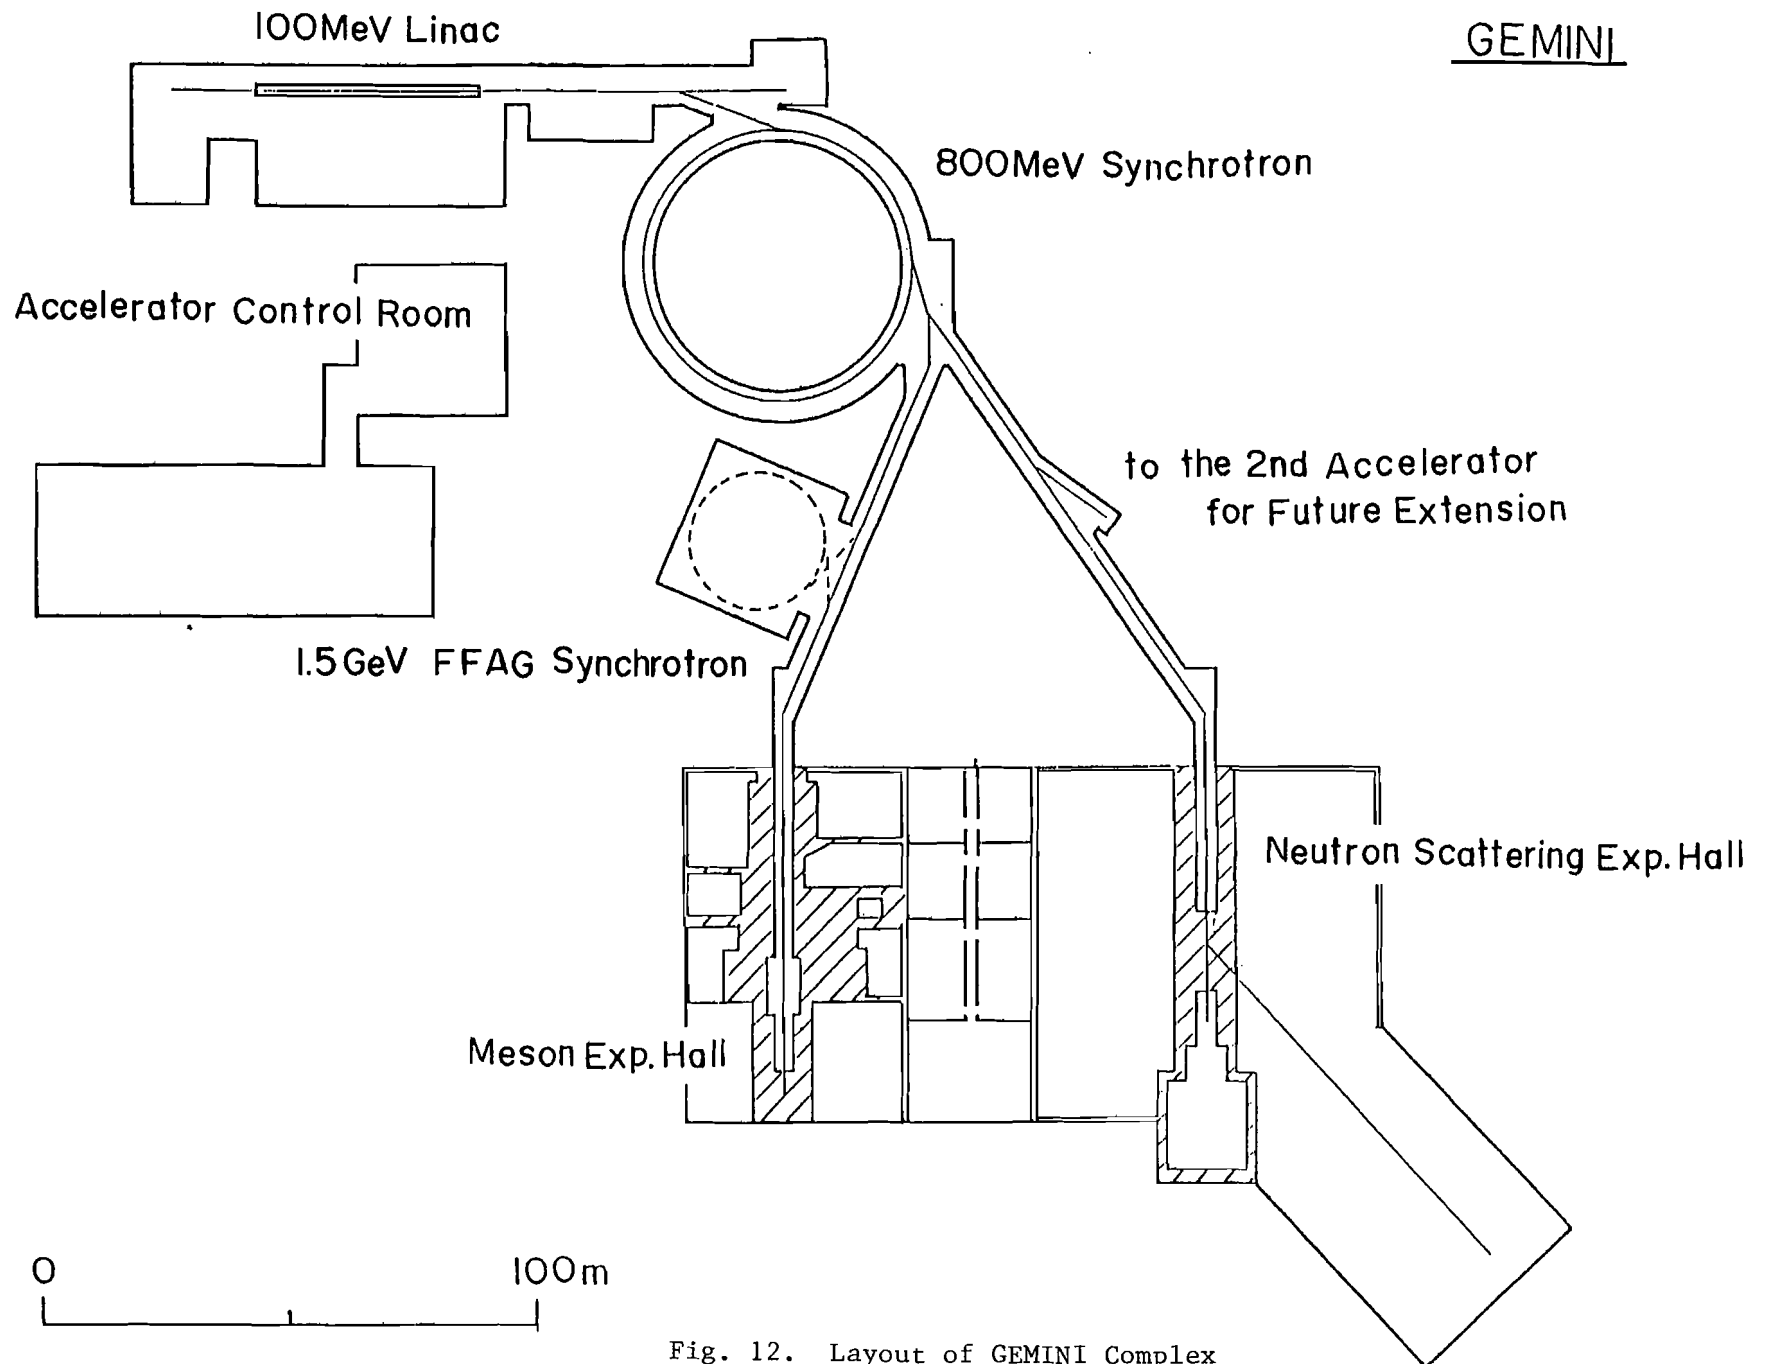 100MeV Linac
GEMINI
800MeV Synchrotron
Accelerator Control Room
to the 2nd Accelerator
for Future Extension
1.5GeV FFAG Synchrotron
Neutron Scattering Exp. Hall
Meson Exp. Hall
0 100m
Fig. 12. Layout of GEMINI Complex